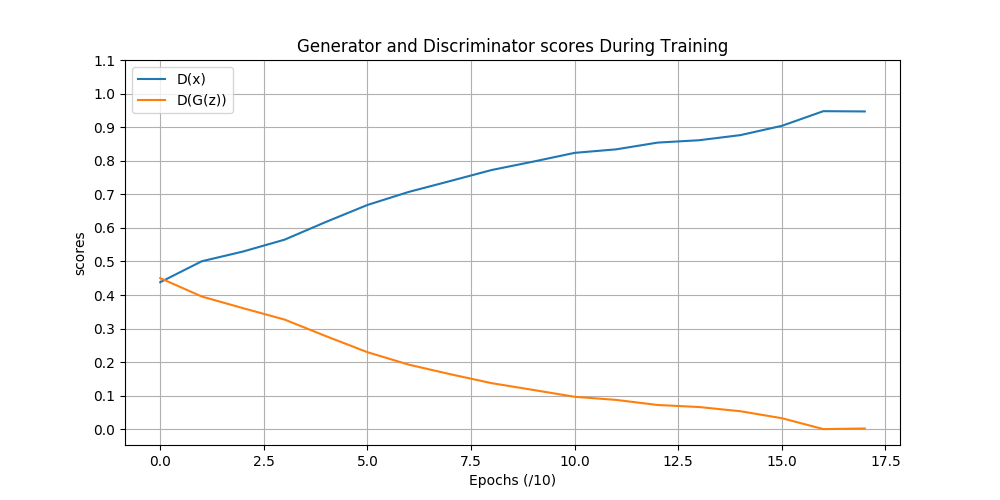 Generator and Discriminator scores During Training
D(x)
D(G(z))
scores
1.1
1.0
0.9
0.8
0.7
0.6
0.5
0.4
0.3
0.2
0.1
0.0
0.0 2.5 5.0 7.5 10.0 12.5 15.0 17.5
Epochs (/10)